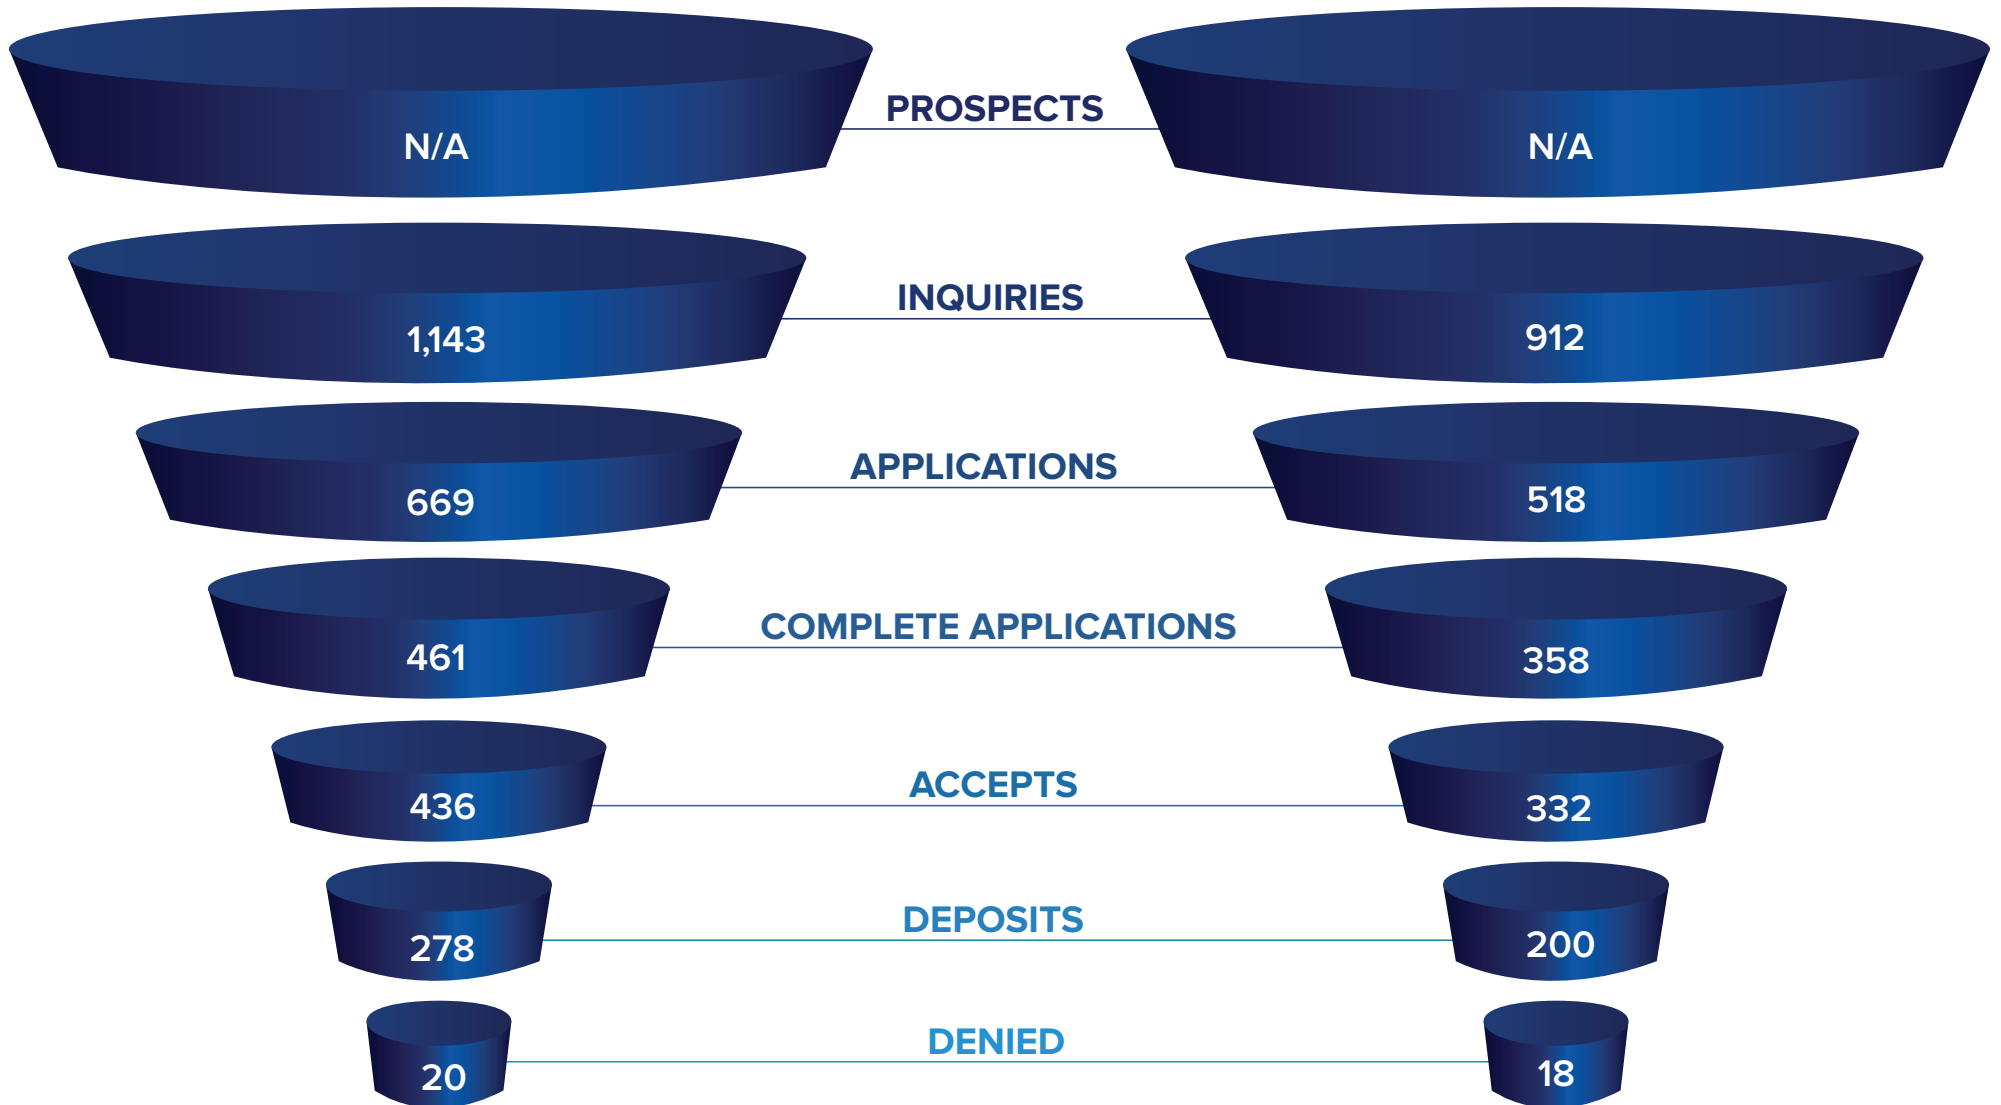 PROSPECTS
N/A
N/A
INQUIRIES
1,143
912
APPLICATIONS
669
518
COMPLETE APPLICATIONS
461
358
ACCEPTS
436
332
DEPOSITS
278
200
DENIED
20
18